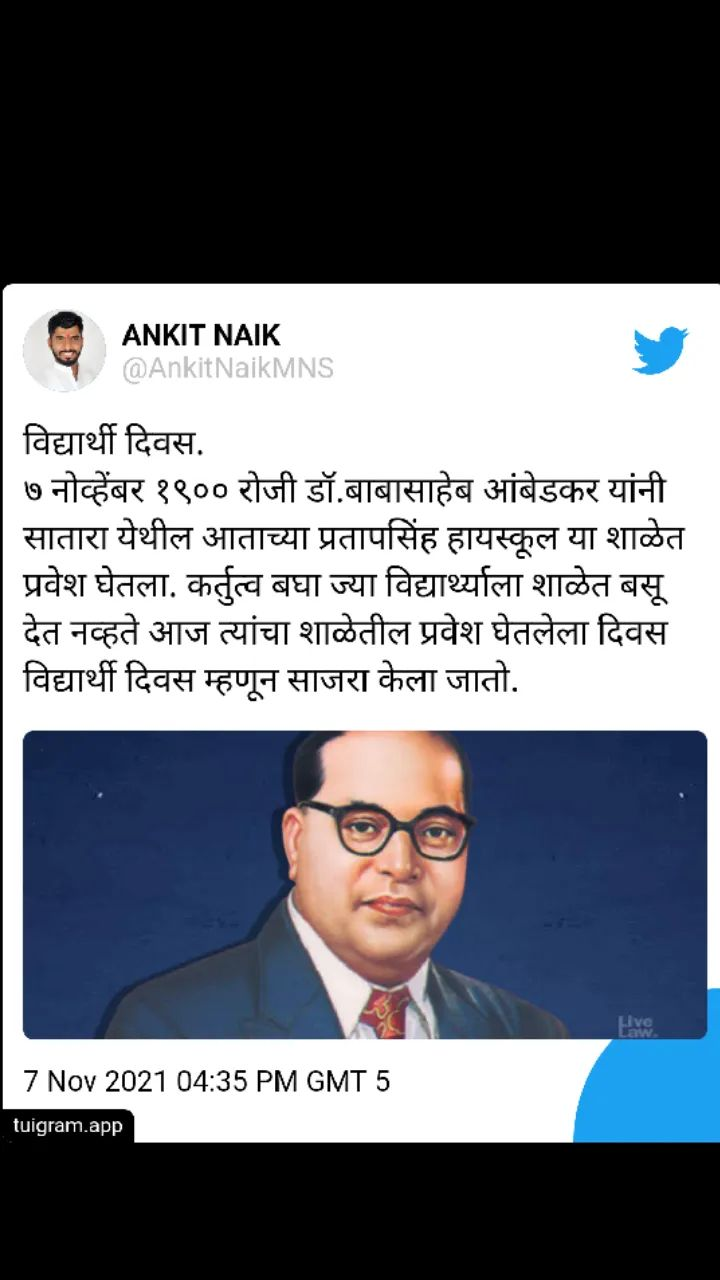 ANKIT NAIK
@AnkitNaikMNS
विद्यार्थी दिवस.
७ नोव्हेंबर १९०० रोजी डॉ.बाबासाहेब आंबेडकर यांनी
सातारा येथील आताच्या प्रतापसिंह हायस्कूल या शाळेत
प्रवेश घेतला. कर्तुत्व बघा ज्या विद्यार्थ्याला शाळेत बसू
देत नव्हते आज त्यांचा शाळेतील प्रवेश घेतलेला दिवस
विद्यार्थी दिवस म्हणून साजरा केला जातो.
Live
Law.
7 Nov 2021 04:35 PM GMT 5
tuigram.app